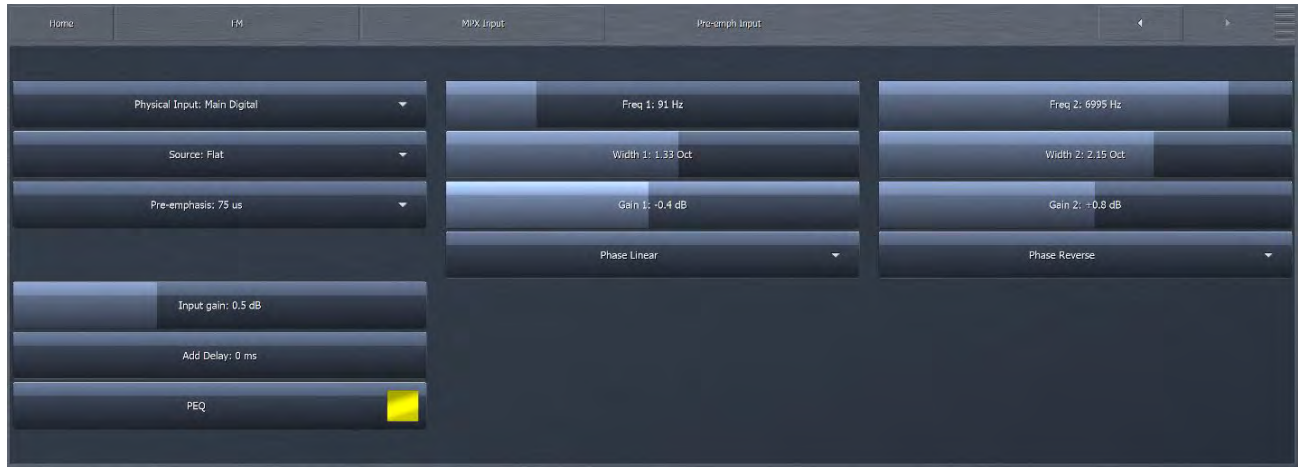 Home
FM
MPX Input
Pre-emph Input
Physical Input: Main Digital
Source: Flat
Pre-emphasis: 75 us
Input gain: 0.5 dB
Add Delay: 0 ms
PEQ
Freq 1: 91 Hz
Width 1: 1.33 Oct
Gain 1: -0.4 dB
Phase Linear
Freq 2: 6995 Hz
Width 2: 2.15 Oct
Gain 2: +0.8 dB
Phase Reverse